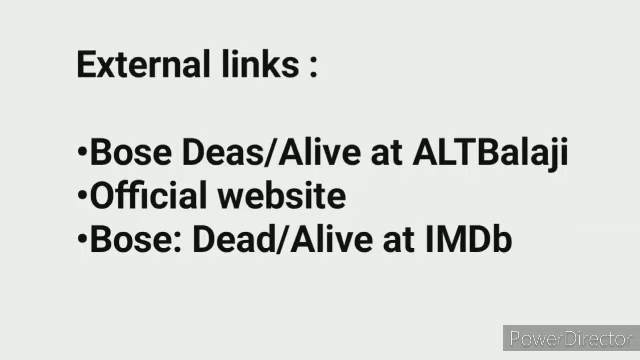 External links :
•Bose Deas/Alive at ALTBalaji
•Official website
•Bose: Dead/Alive at IMDb
PowerDirector